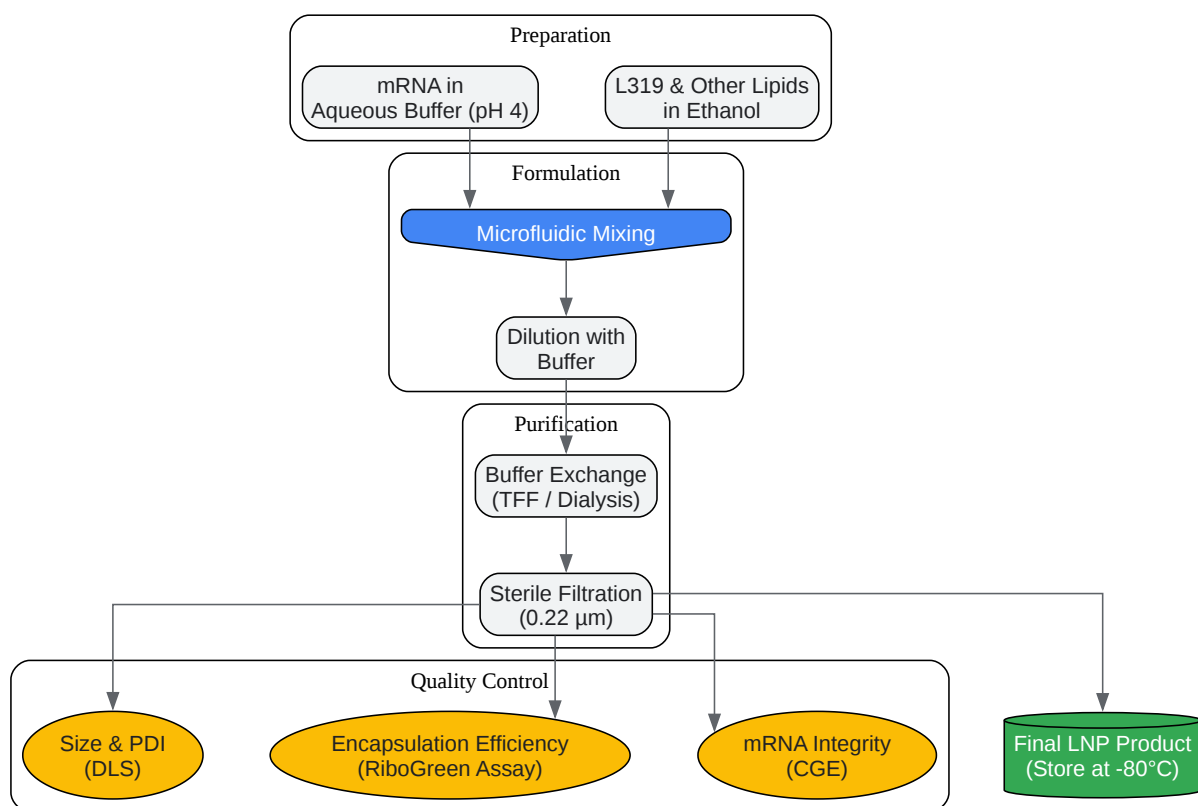 Preparation
mRNA in
Aqueous Buffer (pH 4)
L319 & Other Lipids
in Ethanol
Formulation
Microfluidic Mixing
Dilution with
Buffer
Purification
Buffer Exchange
(TFF / Dialysis)
Sterile Filtration
(0.22 µm)
Quality Control
Size & PDI
(DLS)
Encapsulation Efficiency
(RiboGreen Assay)
mRNA Integrity
(CGE)
Final LNP Product
(Store at -80°C)